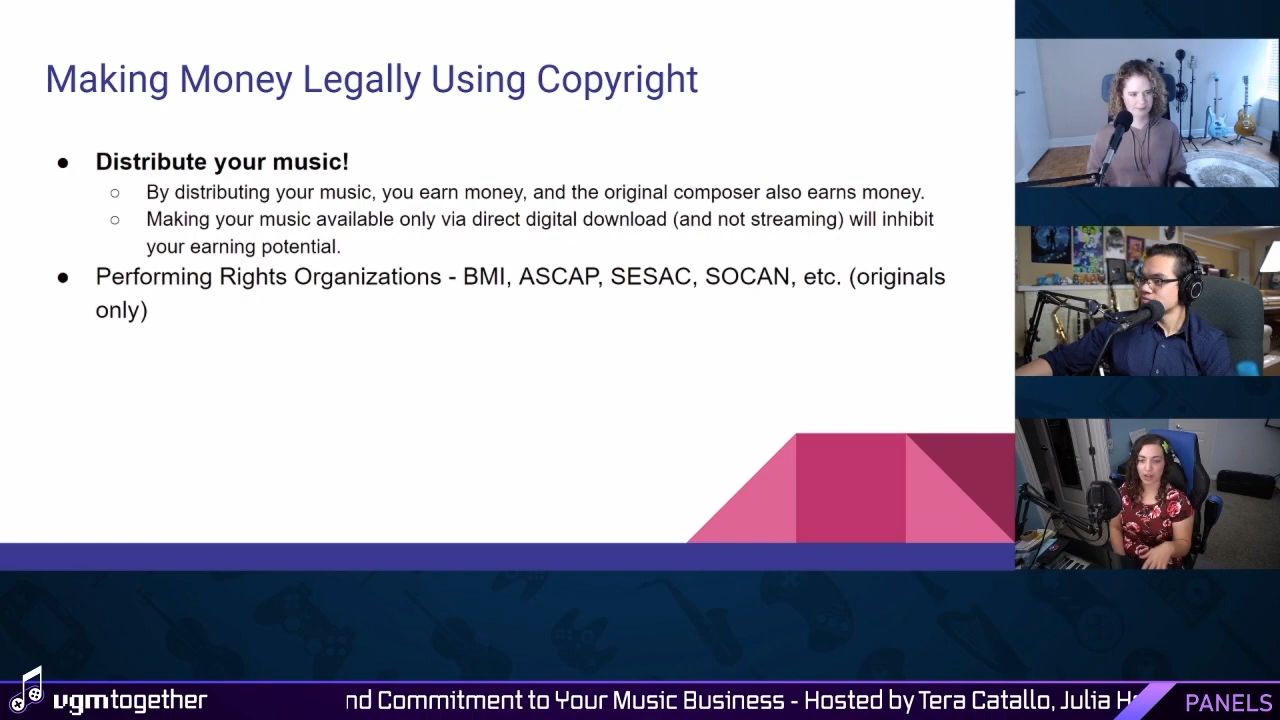 Making Money Legally Using Copyright
● Distribute your music!
○ By distributing your music, you earn money, and the original composer also earns money.
○ Making your music available only via direct digital download (and not streaming) will inhibit
your earning potential.
● Performing Rights Organizations - BMI, ASCAP, SESAC, SOCAN, etc. (originals
only)
vgmtogether
nd Commitment to Your Music Business - Hosted by Tera Catallo, Julia
PANELS